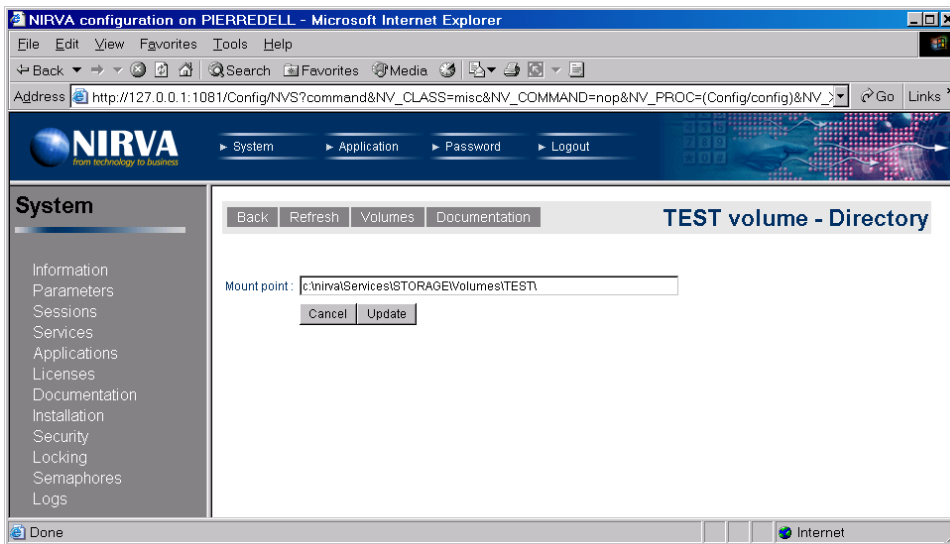 NIRVA configuration on PIERREDELL - Microsoft Internet Explorer
File Edit View Favorites Tools Help
Back Search Favorites Media
Address http://127.0.0.1:1081/Config/NVS?command&NV_CLASS=misc&NV_COMMAND=nop&NV_PROC=(Config/config)&NV_ Go Links
NIRVA
from technology to business
System Application Password Logout
System
Back Refresh Volumes Documentation
TEST volume - Directory
Information
Parameters
Sessions
Services
Applications
Licenses
Documentation
Installation
Security
Locking
Semaphores
Logs
Mount point : c:\nirva\Services\STORAGE\Volumes\TEST\
Cancel Update
Done Internet